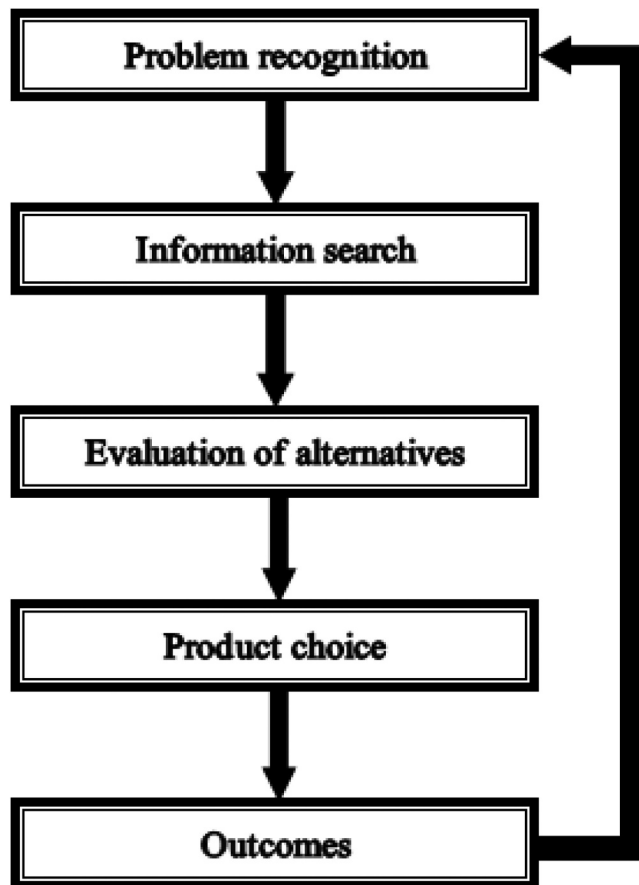 Problem recognition
Information search
Evaluation of alternatives
Product choice
Outcomes